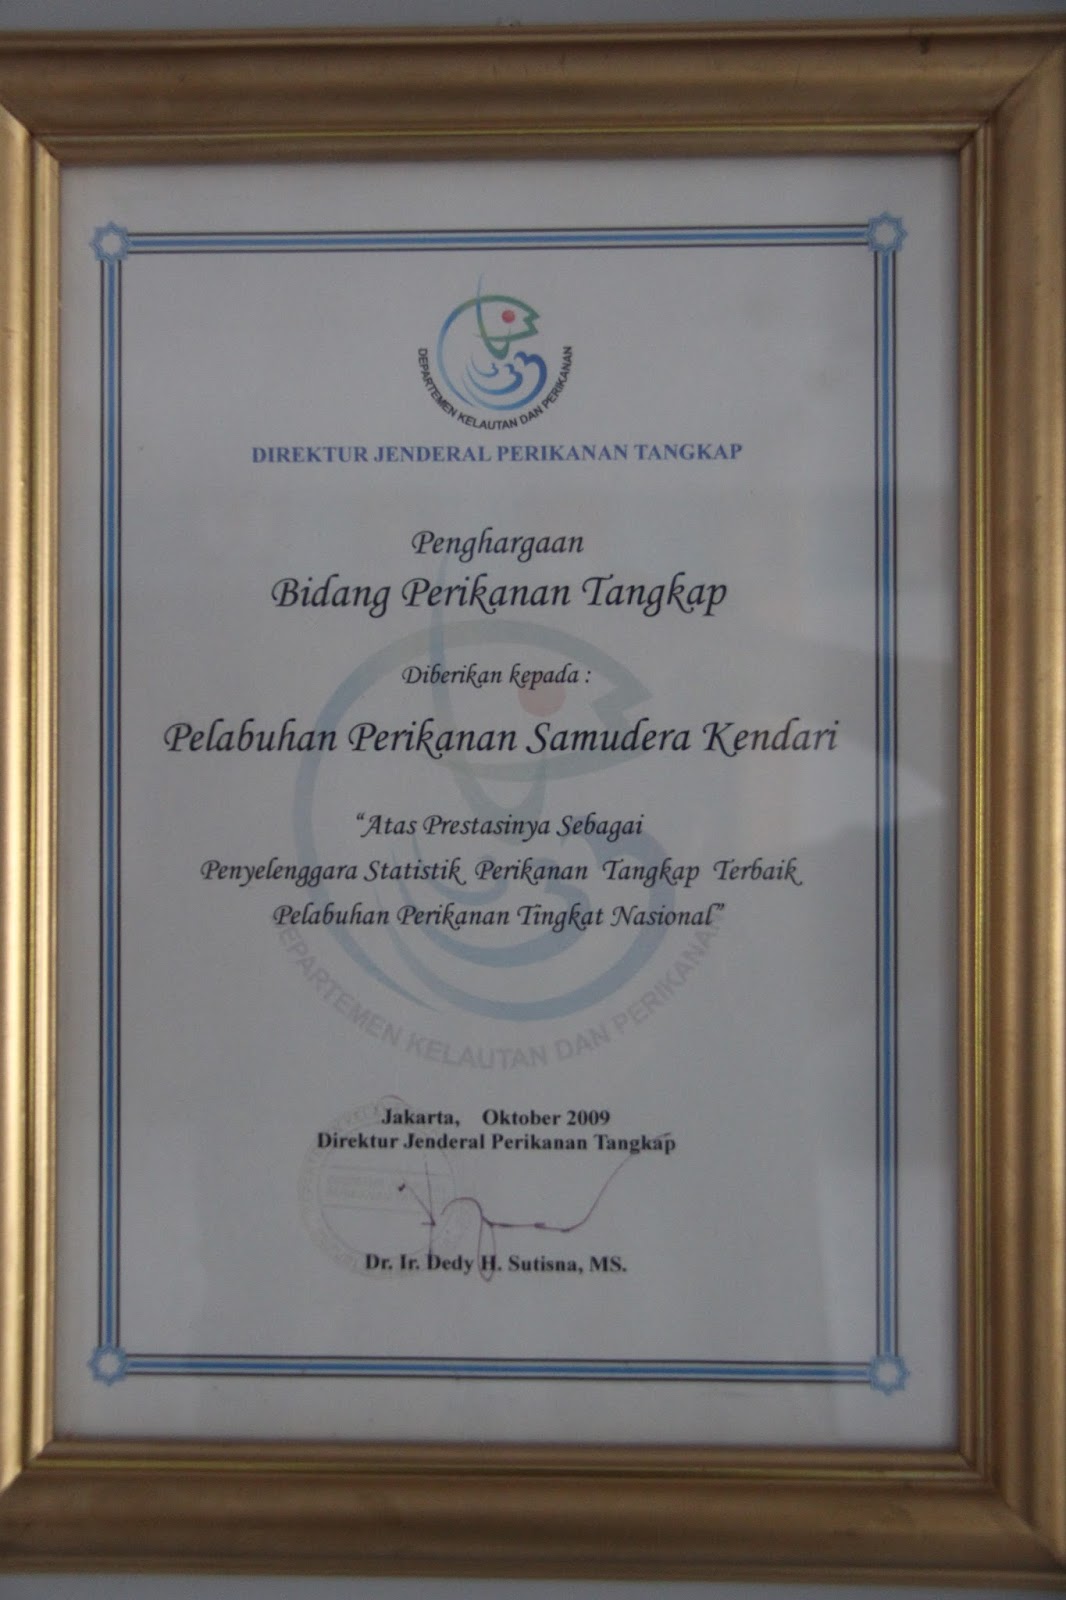 DEPARTEMEN KELAUTAN DAN PERIKANAN
DIREKTUR JENDERAL PERIKANAN TANGKAP
Penghargaan
Bidang Perikanan Tangkap
Diberikan kepada :
Pelabuhan Perikanan Samudera Kendari
“Atas Prestasinya Sebagai
Penyelenggara Statistik Perikanan Tangkap Terbaik
Pelabuhan Perikanan Tingkat Nasional”
DEPARTEMEN KELAUTAN DAN PERIKANAN
Jakarta, Oktober 2009
Direktur Jenderal Perikanan Tangkap
Dr. Ir. Dedy H. Sutisna, MS.